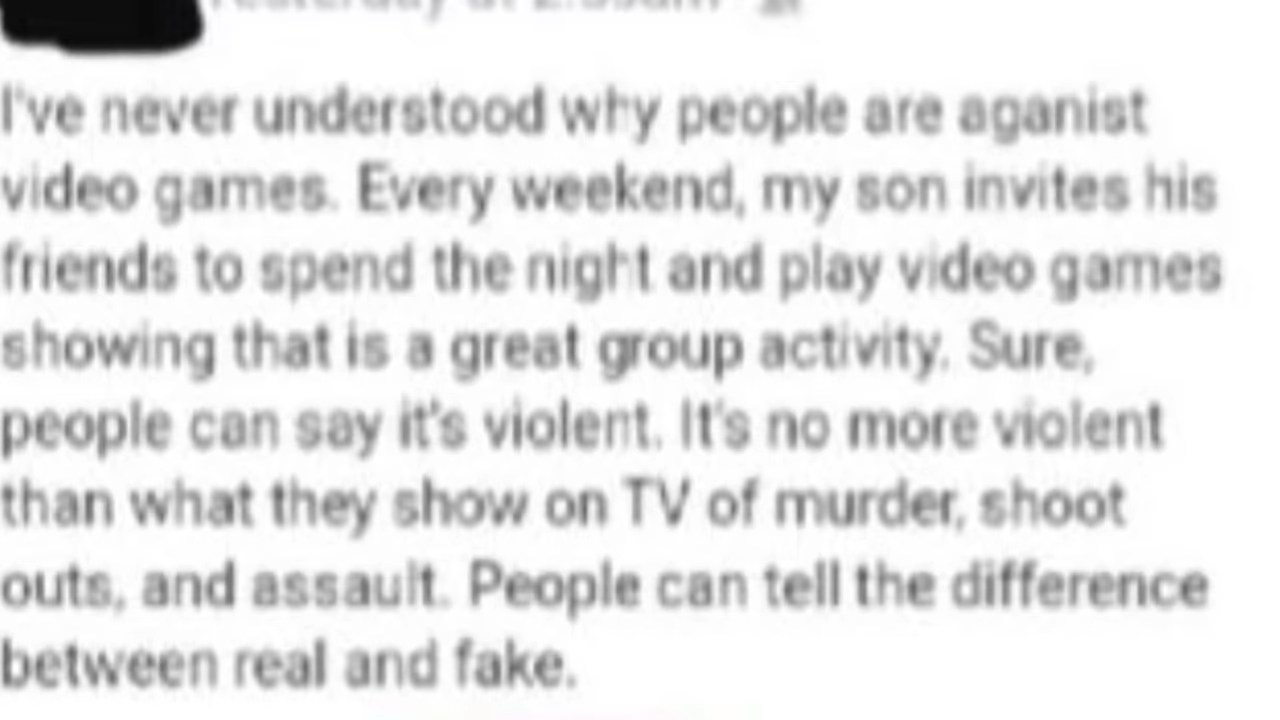 Yesterday at
I've never understood why people are aganist
video games. Every weekend, my son invites his
friends to spend the night and play video games
showing that is a great group activity. Sure,
people can say it's violent. It's no more violent
than what they show on TV of murder, shoot
outs, and assault. People can tell the difference
between real and fake.